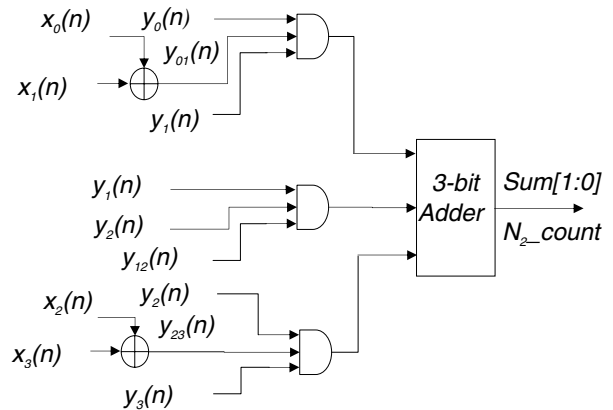 x₀(n)
y₀(n)
y₀₁(n)
x₁(n)
y₁(n)
y₁(n)
3-bit
Adder
Sum[1:0]
N₂_count
y₂(n)
y₁₂(n)
x₂(n)
y₂(n)
y₂₃(n)
x₃(n)
y₃(n)